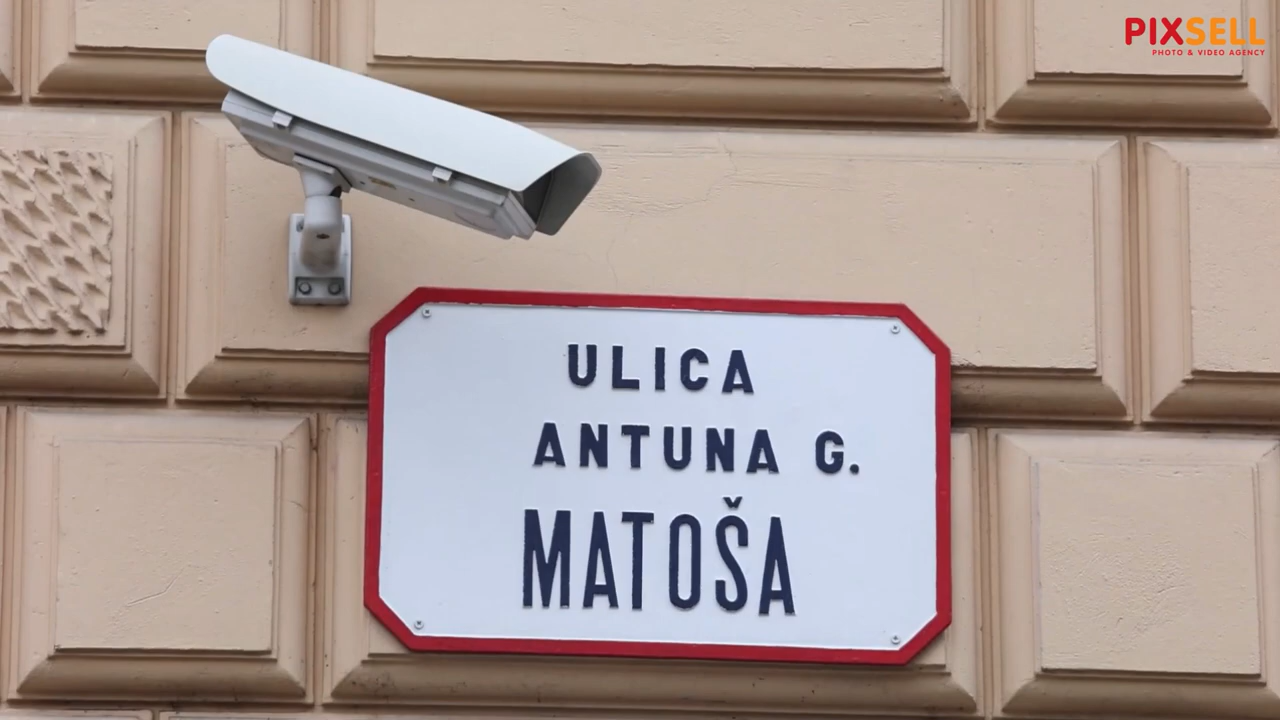 PIXSELL
PHOTO & VIDEO AGENCY
ULICA
ANTUNA G.
MATOŠA